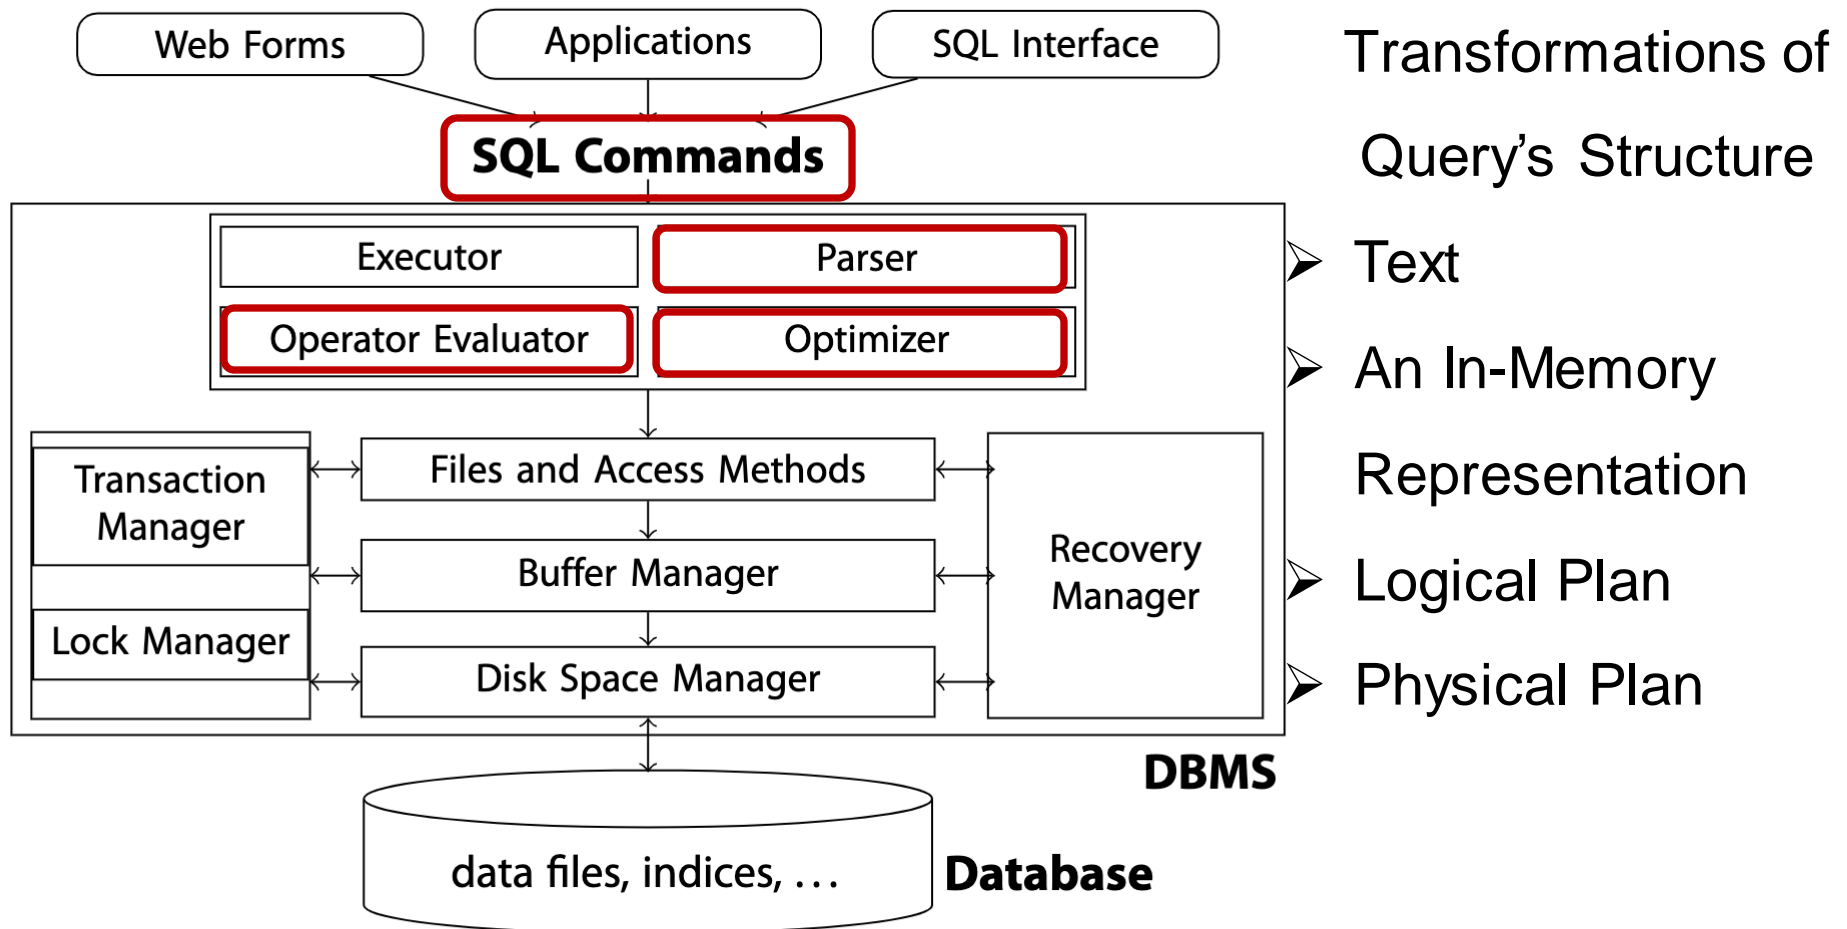 Web Forms
Applications
SQL Interface
SQL Commands
Executor
Parser
Operator Evaluator
Optimizer
Transaction
Manager
Lock Manager
Files and Access Methods
Buffer Manager
Disk Space Manager
Recovery
Manager
DBMS
data files, indices, …
Database
Transformations of
Query’s Structure
➢ Text
➢ An In-Memory
Representation
➢ Logical Plan
➢ Physical Plan